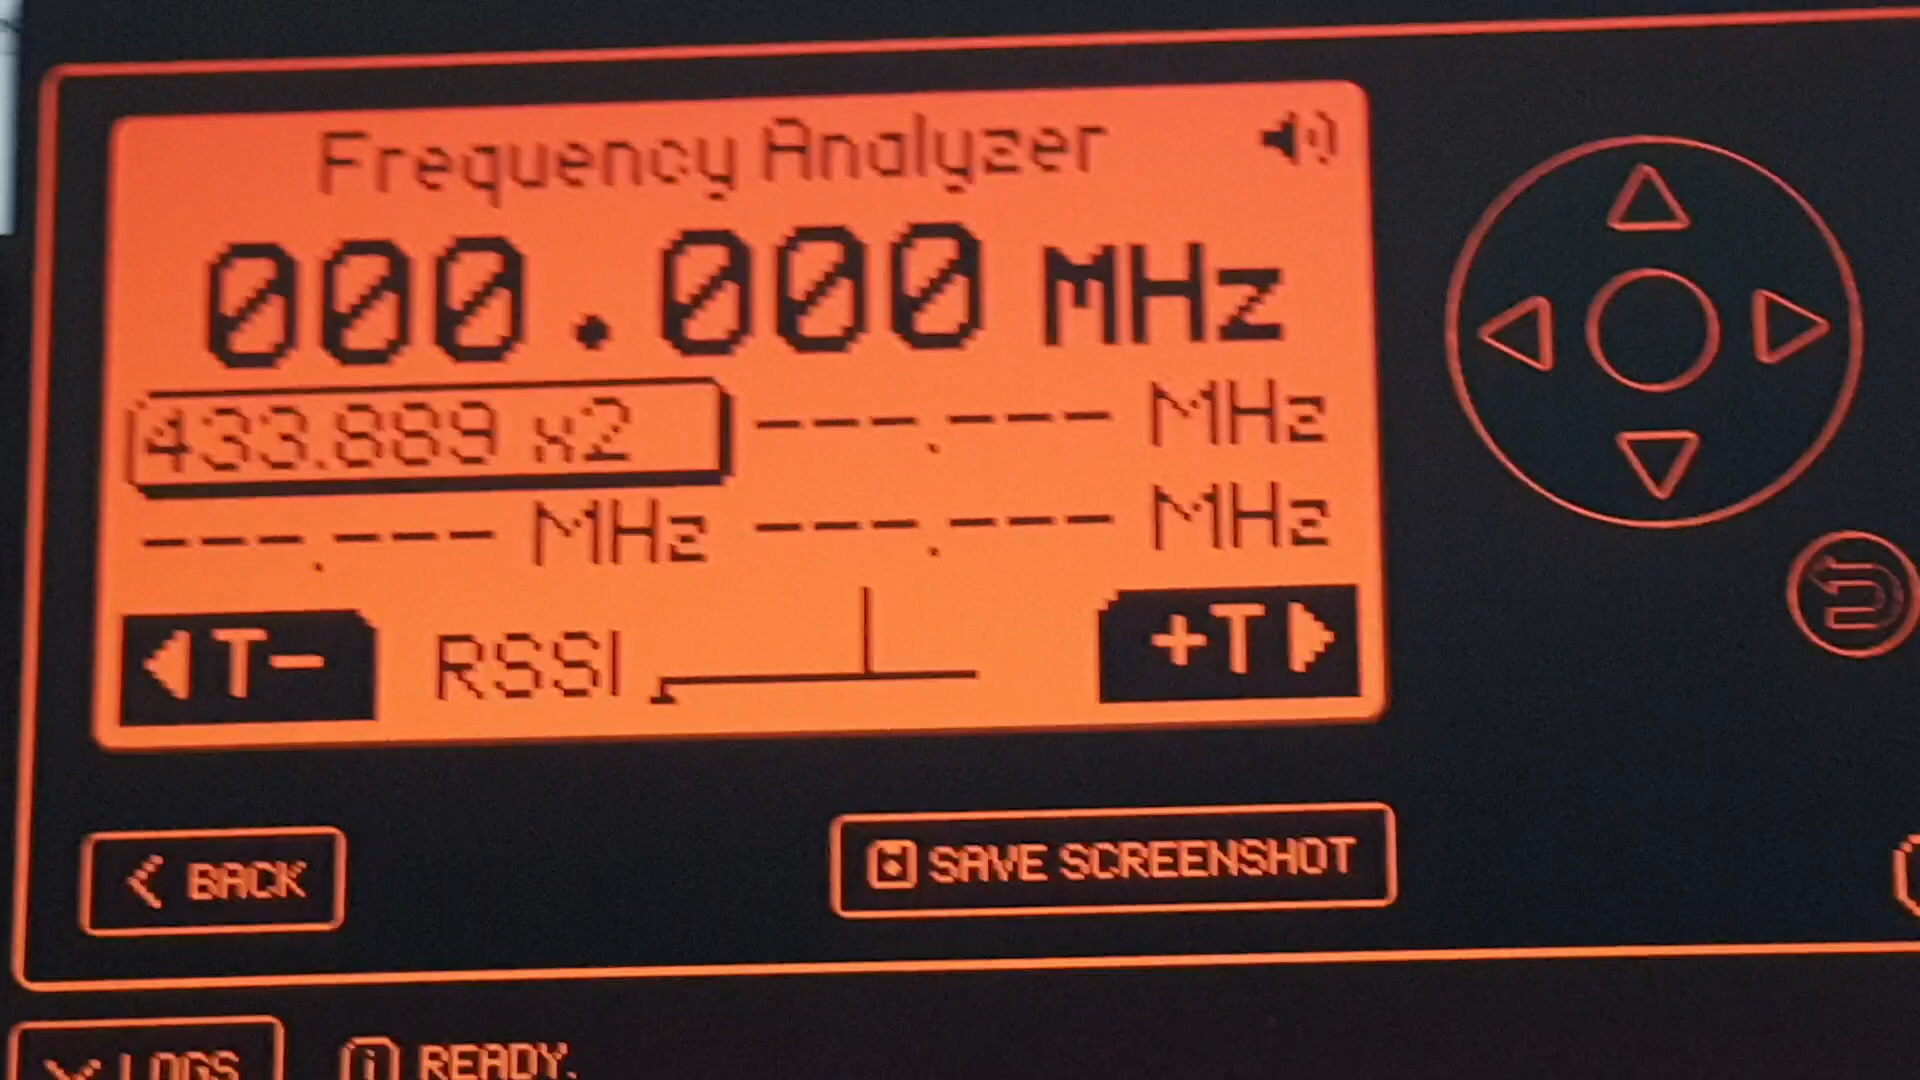 Frequency Analyzer
000.000 MHz
433.889 x2 ---.--- MHz
---.--- MHz ---.--- MHz
T- RSSI +T
BACK
SAVE SCREENSHOT
LOGS READY.